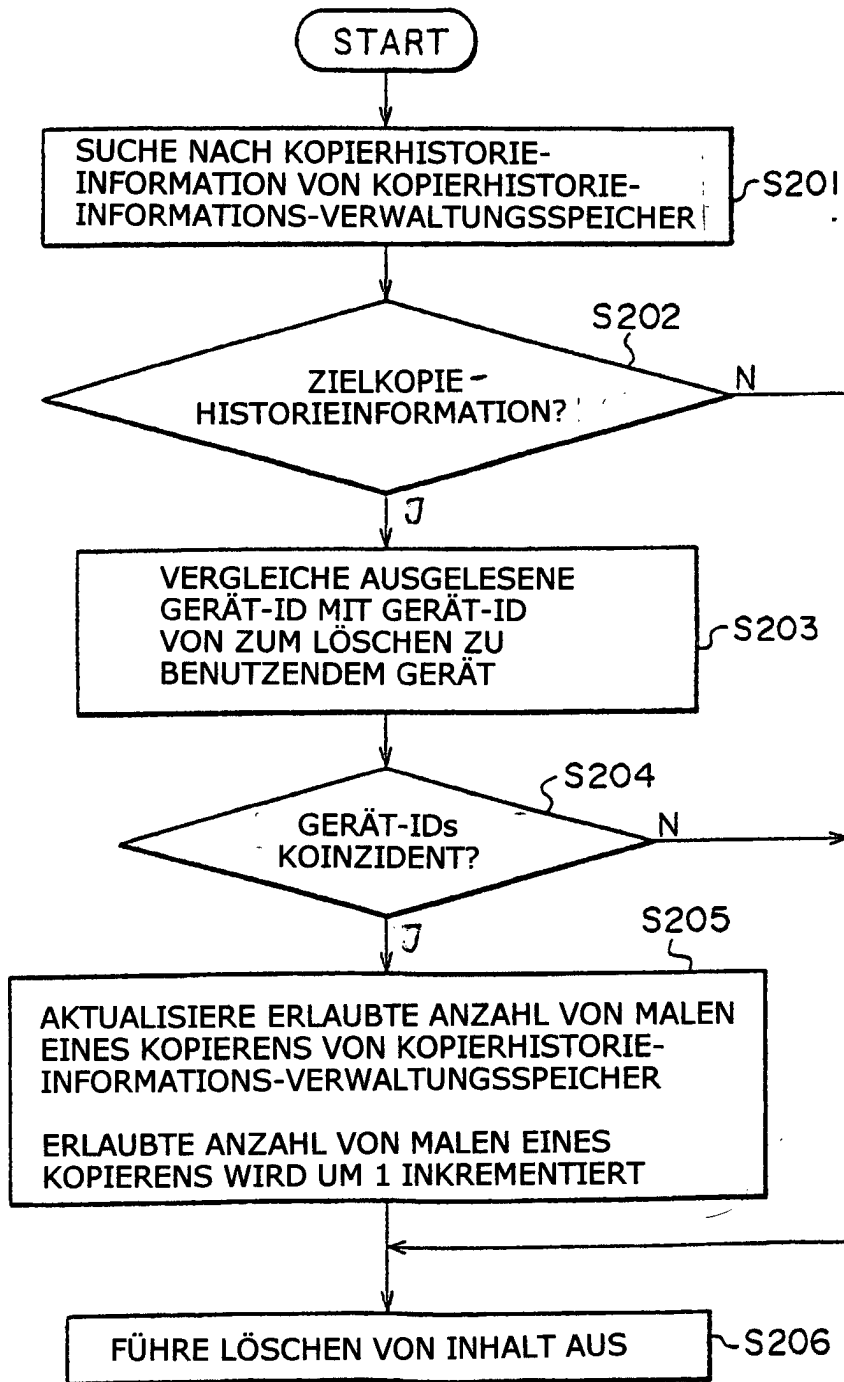 START
SUCHE NACH KOPIERHISTORIE-
INFORMATION VON KOPIERHISTORIE-
INFORMATIONS-VERWALTUNGSSPEICHER
S201
S202
ZIELKOPIE-
HISTORIEINFORMATION?
N
J
VERGLEICHE AUSGELESENE
GERÄT-ID MIT GERÄT-ID
VON ZUM LÖSCHEN ZU
BENUTZENDEM GERÄT
S203
S204
GERÄT-IDs
KOINZIDENT?
N
J
S205
AKTUALISIERE ERLAUBTE ANZAHL VON MALEN
EINES KOPIERENS VON KOPIERHISTORIE-
INFORMATIONS-VERWALTUNGSSPEICHER
ERLAUBTE ANZAHL VON MALEN EINES
KOPIERENS WIRD UM 1 INKREMENTIERT
FÜHRE LÖSCHEN VON INHALT AUS
S206